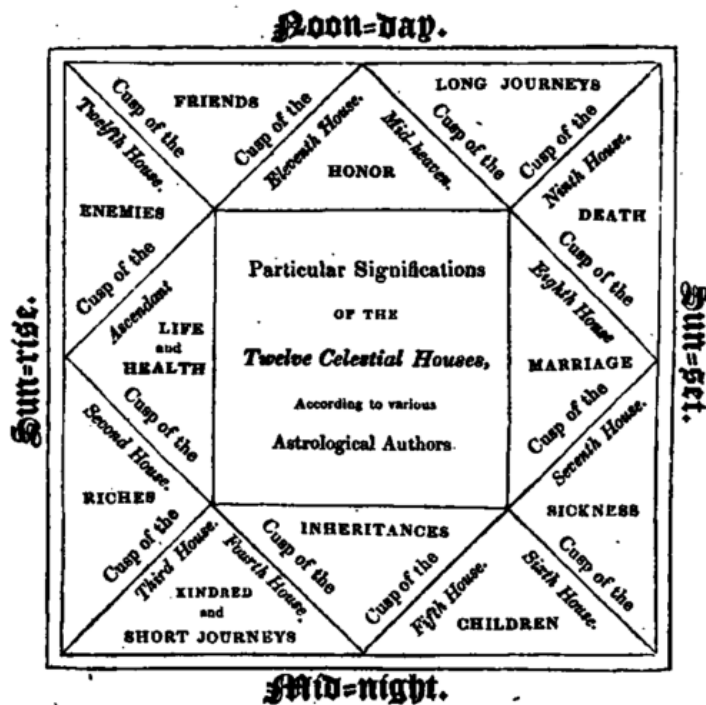 Noon=day.
Cusp of the
Twelfth House.
FRIENDS
Cusp of the
Eleventh House.
HONOR
Mid-heaven.
Cusp of the
LONG JOURNEYS
Cusp of the
Ninth House.
DEATH
Cusp of the
Eighth House
ENEMIES
Cusp of the
Ascendant
LIFE
and
HEALTH
Particular Significations
OF THE
Twelve Celestial Houses,
According to various
Astrological Authors
MARRIAGE
Cusp of the
Seventh House.
Sun=rise.
Sun=set.
Cusp of the
Second House.
RICHES
Cusp of the
Third House.
KINDRED
and
SHORT JOURNEYS
Cusp of the
Fourth House.
INHERITANCES
Cusp of the
Fifth House.
CHILDREN
SICKNESS
Cusp of the
Sixth House.
Mid=night.